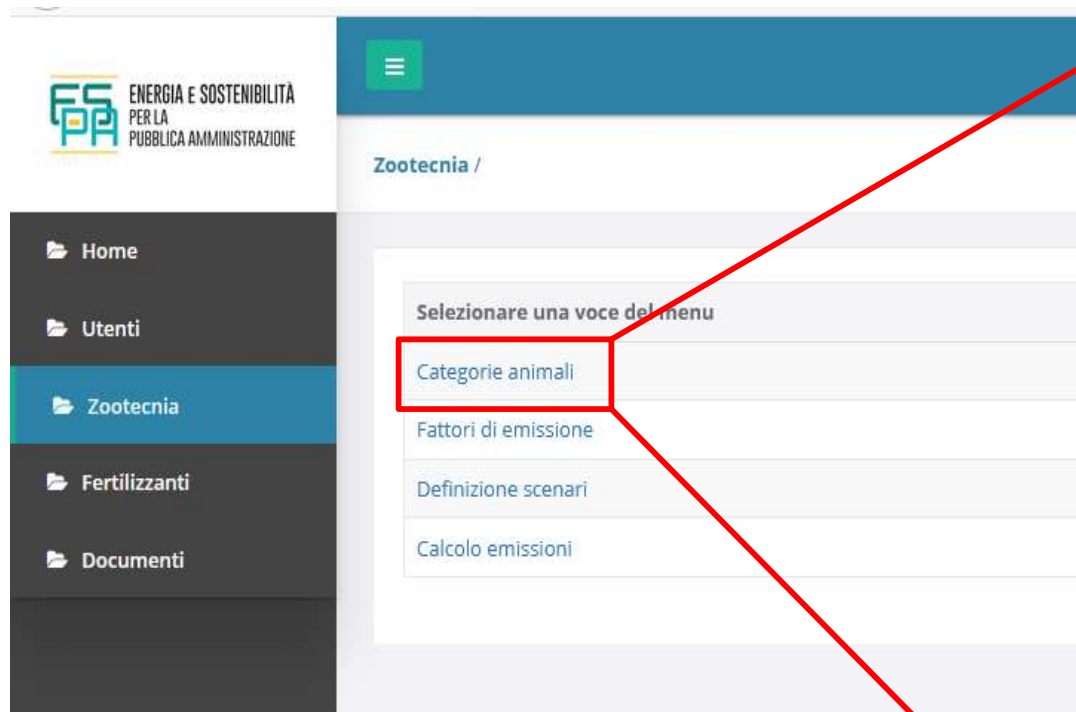 ESPA
ENERGIA E SOSTENIBILITÀ
PER LA
PUBBLICA AMMINISTRAZIONE
Zootecnia /
Home
Utenti
Zootecnia
Fertilizzanti
Documenti
Selezionare una voce del menu
Categorie animali
Fattori di emissione
Definizione scenari
Calcolo emissioni